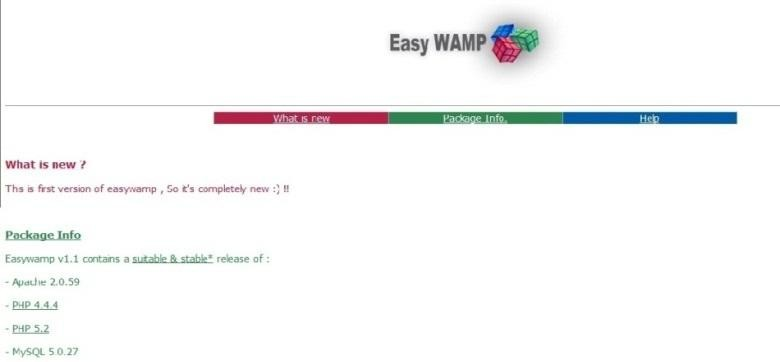 Easy WAMP
What is new Package Info. Help
What is new ?
This is first version of easywamp , So it's completely new :) !!
Package Info
Easywamp v1.1 contains a suitable & stable* release of :
- Apache 2.0.59
- PHP 4.4.4
- PHP 5.2
- MySQL 5.0.27